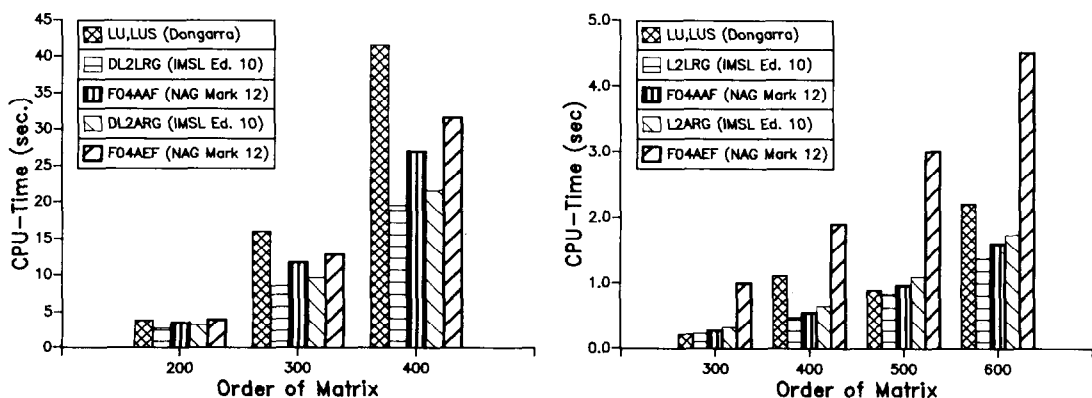 45
40
35
30
25
20
15
10
5
0
CPU-Time (sec.)
LU,LUS (Dongarra)
DL2LRG (IMSL Ed. 10)
F04AAF (NAG Mark 12)
DL2ARG (IMSL Ed. 10)
F04AEF (NAG Mark 12)
200 300 400
Order of Matrix
5.0
4.0
3.0
2.0
1.0
0.0
CPU-Time (sec)
LU,LUS (Dongarra)
L2LRG (IMSL Ed. 10)
F04AAF (NAG Mark 12)
L2ARG (IMSL Ed. 10)
F04AEF (NAG Mark 12)
300 400 500 600
Order of Matrix